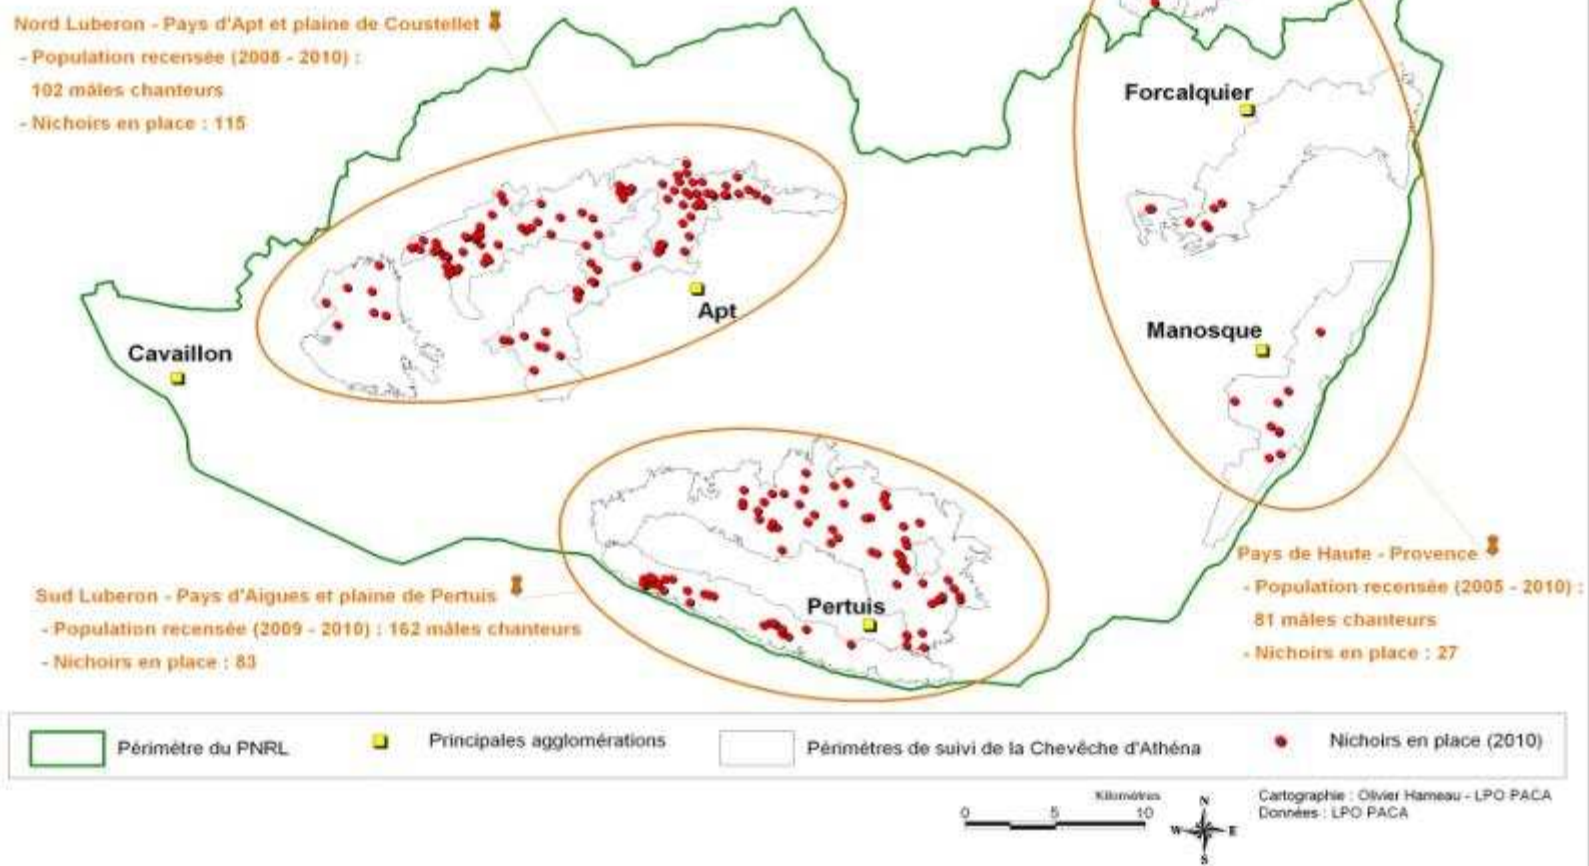 Nord Luberon - Pays d'Apt et plaine de Coustellet
- Population recensée (2008 - 2010) :
102 mâles chanteurs
- Nichoirs en place : 115
Forcalquier
Apt
Manosque
Cavaillon
Pertuis
Sud Luberon - Pays d'Aigues et plaine de Pertuis
- Population recensée (2009 - 2010) : 162 mâles chanteurs
- Nichoirs en place : 83
Pays de Haute - Provence
- Population recensée (2005 - 2010) :
81 mâles chanteurs
- Nichoirs en place : 27
Périmètre du PNRL
Principales agglomérations
Périmètres de suivi de la Chevêche d'Athéna
Nichoirs en place (2010)
Kilomètres
0 5 10
N
W E
S
Cartographie : Olivier Hameau - LPO PACA
Données : LPO PACA